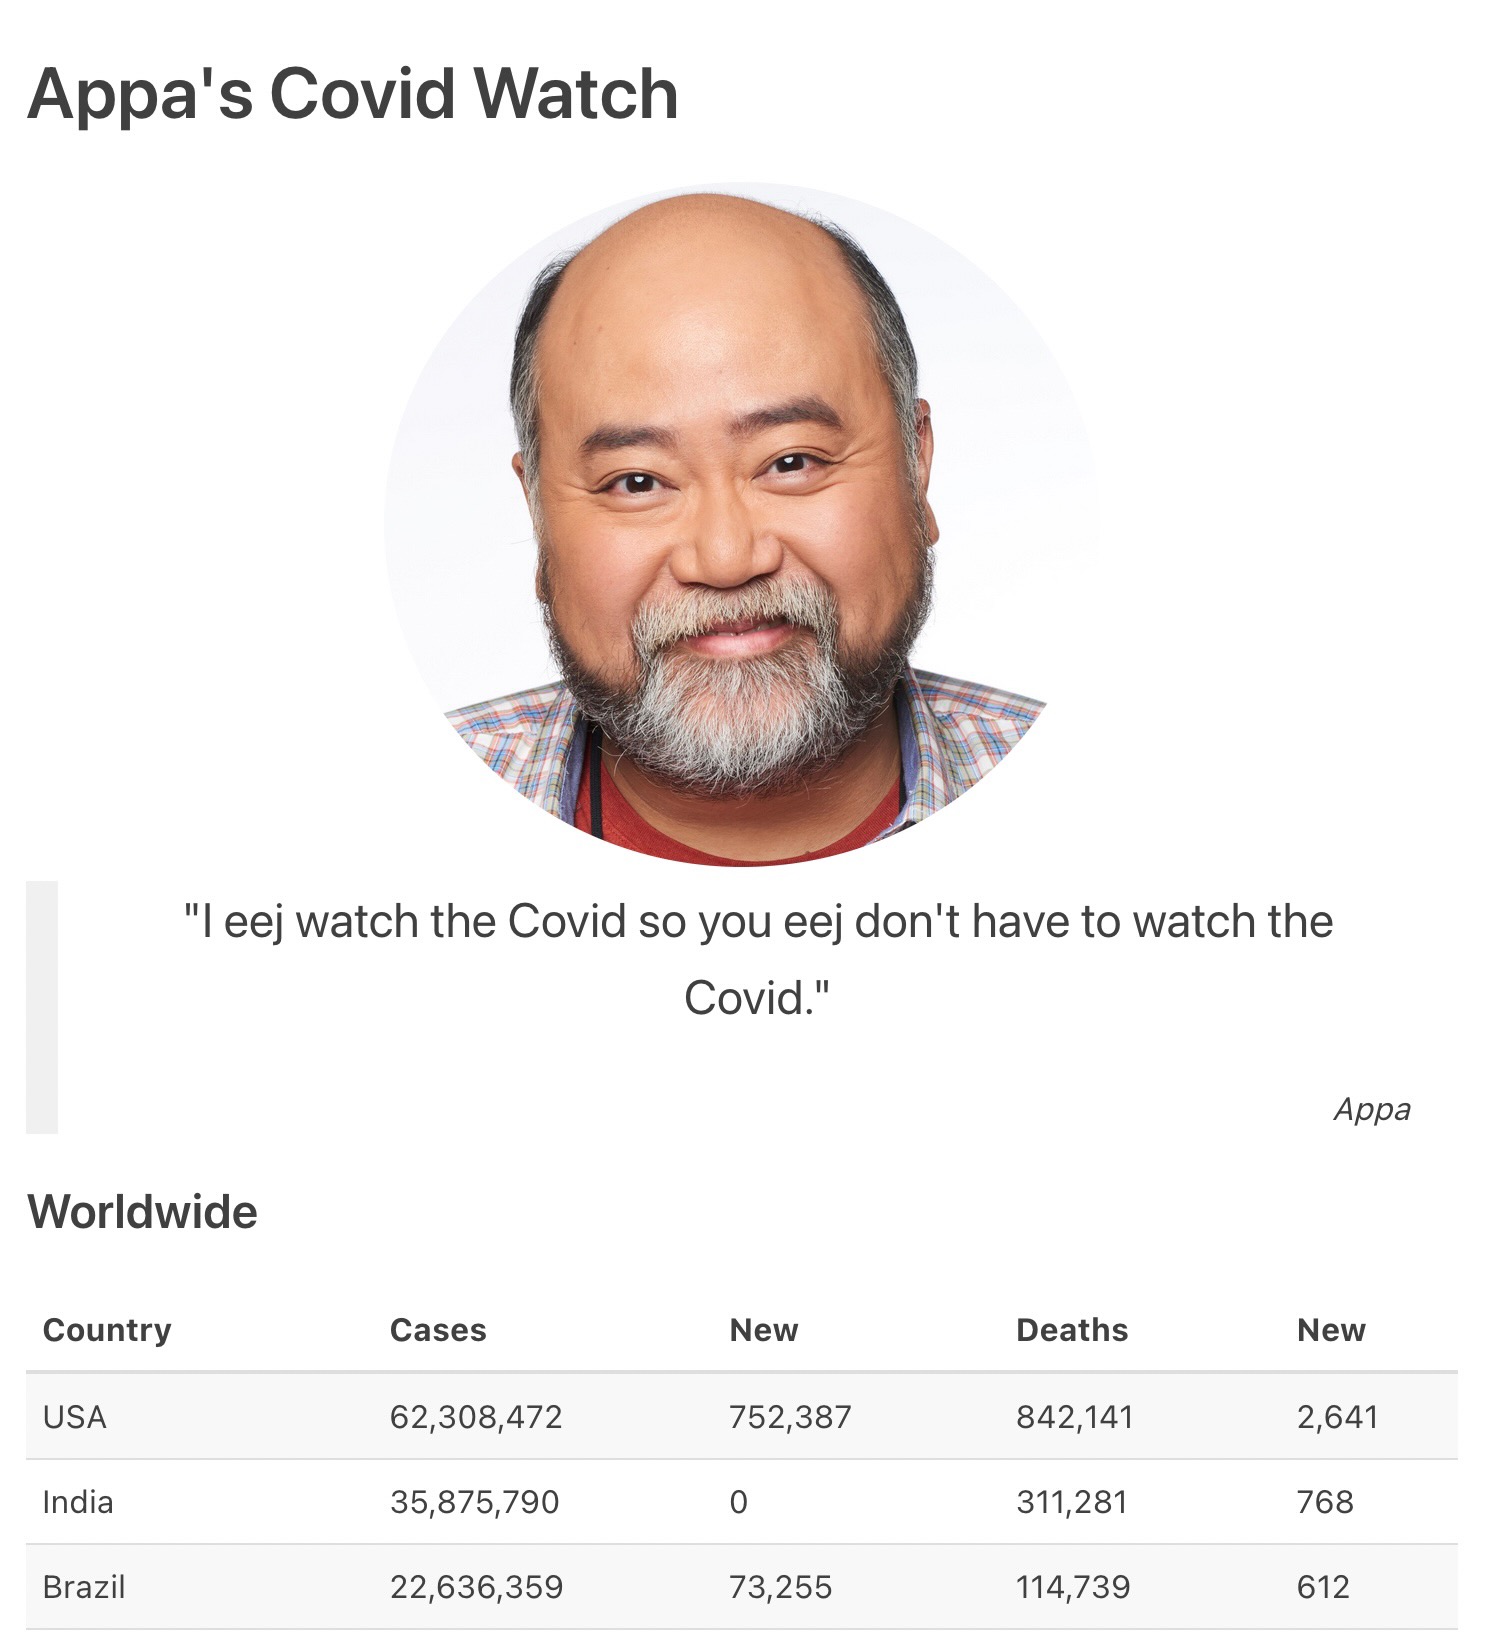 Appa's Covid Watch
"I eej watch the Covid so you eej don't have to watch the
Covid."
Appa
Worldwide
Country Cases New Deaths New
USA 62,308,472 752,387 842,141 2,641
India 35,875,790 0 311,281 768
Brazil 22,636,359 73,255 114,739 612